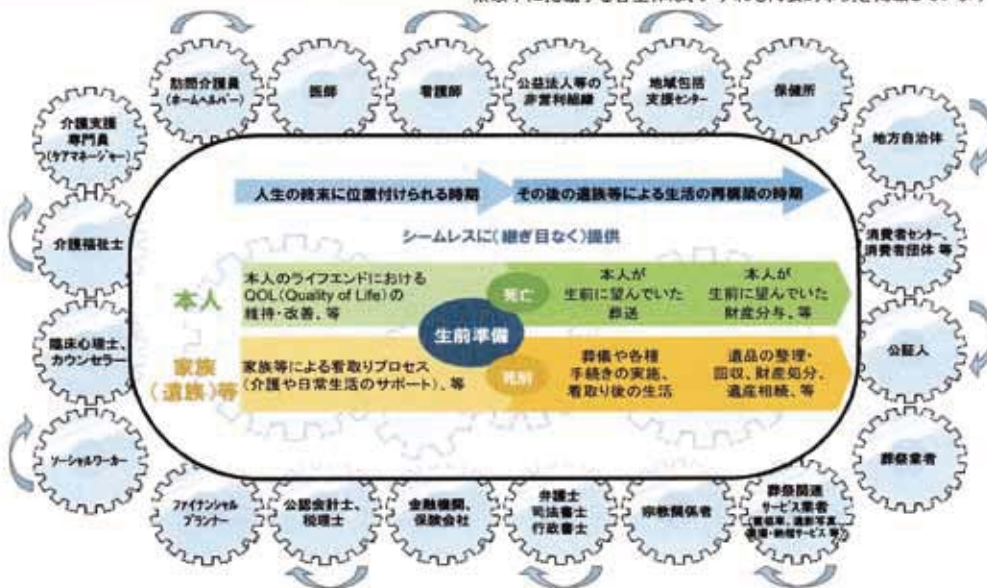 訪問介護員
(ホームヘルパー)
医師
看護師
公益法人等の
非営利組織
地域包括
支援センター
保健所
介護支援
専門員
(ケアマネージャー)
地方自治体
介護福祉士
消費者センター、
消費者団体 等
臨床心理士、
カウンセラー
公証人
ソーシャルワーカー
葬祭業者
人生の終末に位置付けられる時期
その後の遺族等による生活の再構築の時期
シームレスに(継ぎ目なく)提供
本人
本人のライフエンドにおける
QOL(Quality of Life)の
維持・改善、等
死亡
本人が
生前に望んでいた
葬送
本人が
生前に望んでいた
財産分与、等
生前準備
家族
(遺族)等
家族等による看取りプロセス
(介護や日常生活のサポート)、等
死別
葬儀や各種
手続きの実施、
看取り後の生活
遺品の整理・
回収、財産処分、
遺産相続、等
ファイナンシャル
プランナー
公認会計士、
税理士
金融機関、
保険会社
弁護士
司法書士
行政書士
宗教関係者
葬祭関連
サービス業者